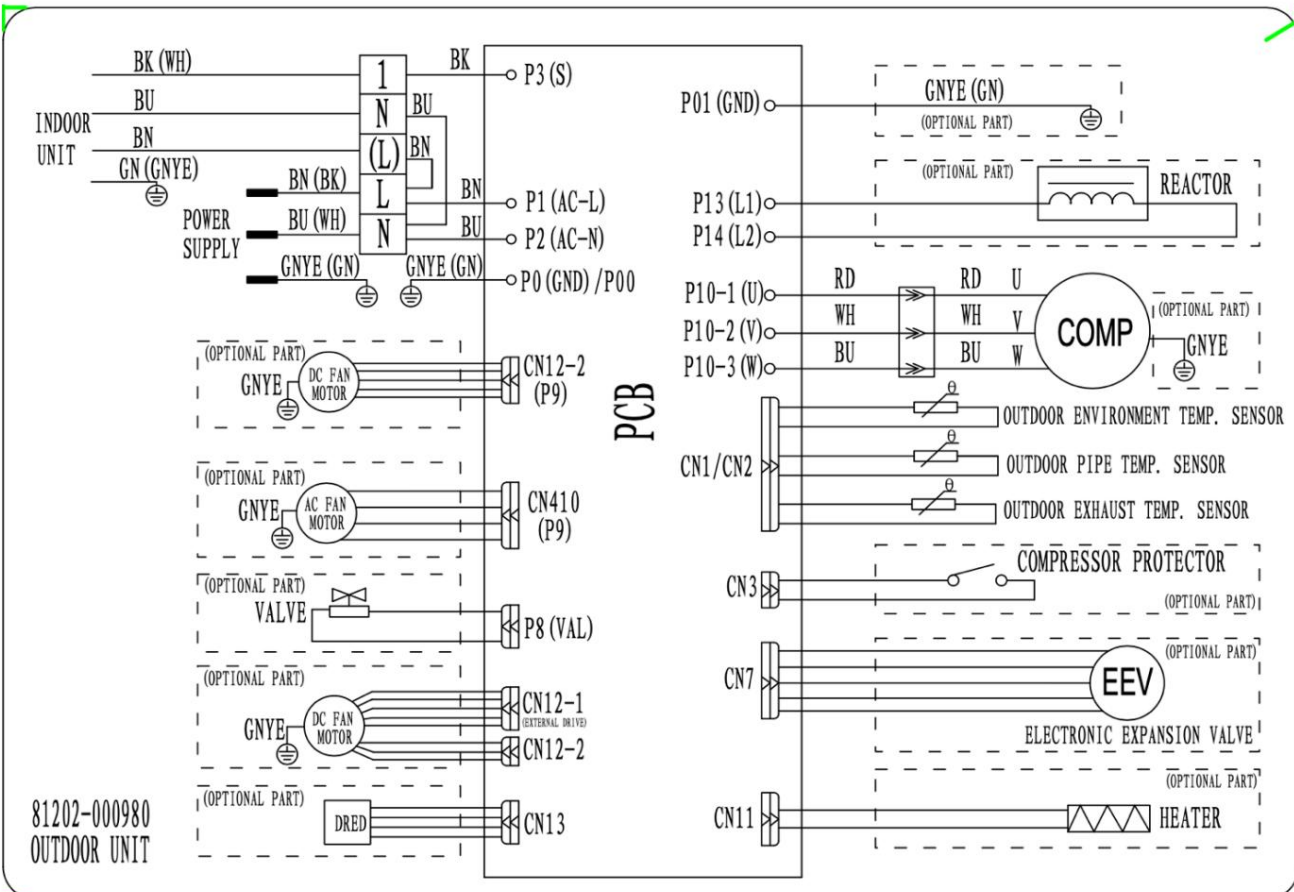 BK (WH)
BU
INDOOR
UNIT
BN
GN (GNYE)
BN (BK)
POWER
SUPPLY
BU (WH)
GNYE (GN)
1
N
(L)
L
N
BK
BU
BN
BN
BU
GNYE (GN)
P3 (S)
P1 (AC-L)
P2 (AC-N)
P0 (GND) /P00
(OPTIONAL PART)
GNYE
DC FAN
MOTOR
CN12-2
(P9)
(OPTIONAL PART)
GNYE
AC FAN
MOTOR
CN410
(P9)
(OPTIONAL PART)
VALVE
P8 (VAL)
(OPTIONAL PART)
GNYE
DC FAN
MOTOR
CN12-1
(EXTERNAL DRIVE)
CN12-2
(OPTIONAL PART)
DRED
CN13
81202-000980
OUTDOOR UNIT
PCB
P01 (GND)
GNYE (GN)
(OPTIONAL PART)
(OPTIONAL PART)
REACTOR
P13 (L1)
P14 (L2)
P10-1 (U)
RD
RD
U
P10-2 (V)
WH
WH
V
P10-3 (W)
BU
BU
W
COMP
(OPTIONAL PART)
GNYE
CN1/CN2
θ
OUTDOOR ENVIRONMENT TEMP. SENSOR
θ
OUTDOOR PIPE TEMP. SENSOR
θ
OUTDOOR EXHAUST TEMP. SENSOR
CN3
COMPRESSOR PROTECTOR
(OPTIONAL PART)
CN7
(OPTIONAL PART)
EEV
ELECTRONIC EXPANSION VALVE
(OPTIONAL PART)
CN11
HEATER